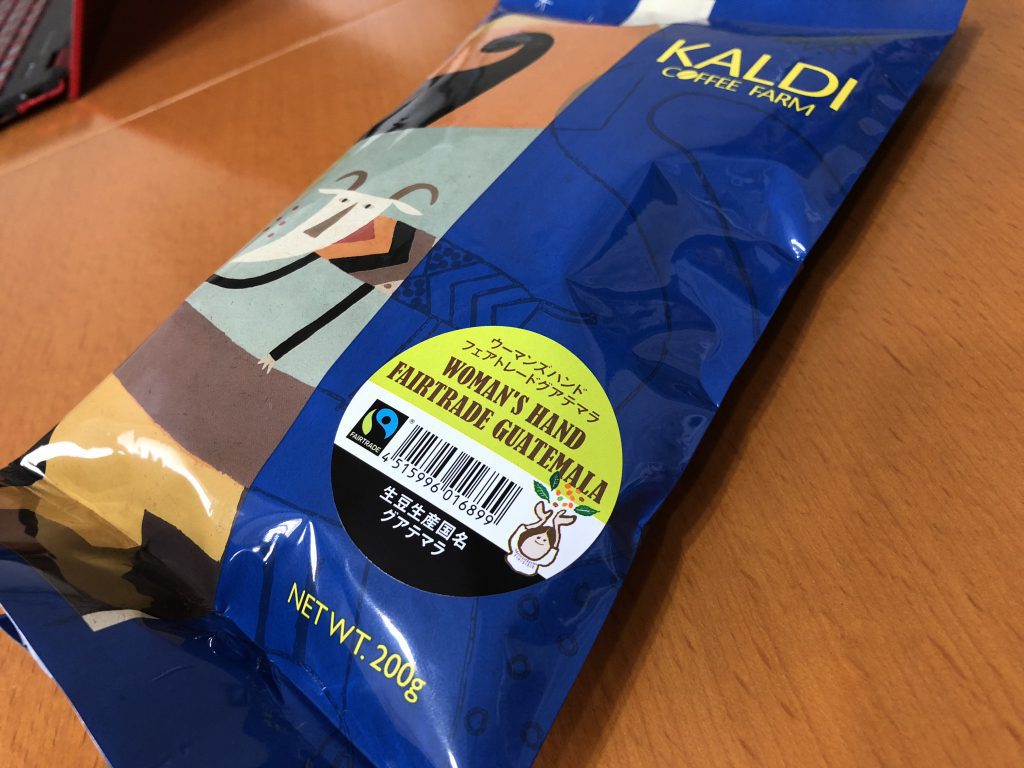 KALDI
COFFEE FARM
ウーマンズハンド
フェアトレードグアテマラ
WOMAN'S HAND
FAIRTRADE GUATEMALA
FAIRTRADE
®
4515996016899
生豆生産国名
グアテマラ
NET WT. 200g